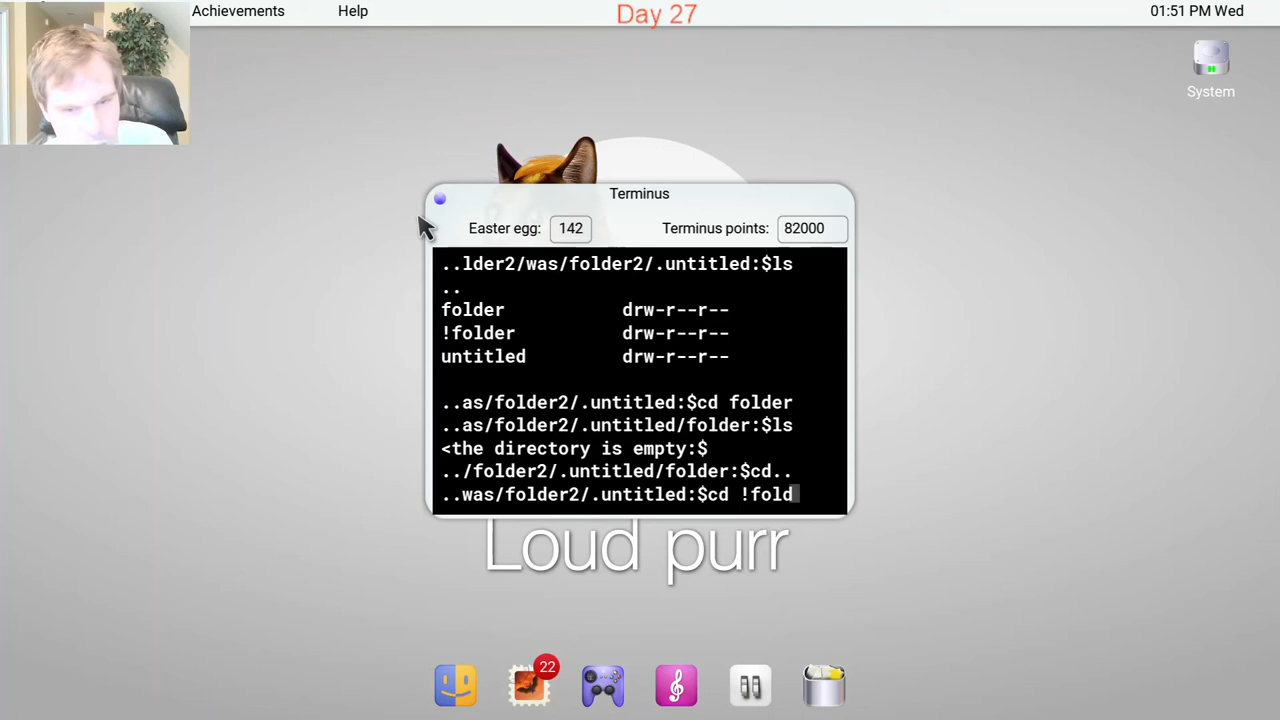 Achievements Help Day 27 01:51 PM Wed
System
Terminus
Easter egg: 142 Terminus points: 82000
..lder2/was/folder2/.untitled:$ls
..
folder drw-r--r--
!folder drw-r--r--
untitled drw-r--r--
..as/folder2/.untitled:$cd folder
..as/folder2/.untitled/folder:$ls
<the directory is empty:$
../folder2/.untitled/folder:$cd..
..was/folder2/.untitled:$cd !fold
Loud purr
22